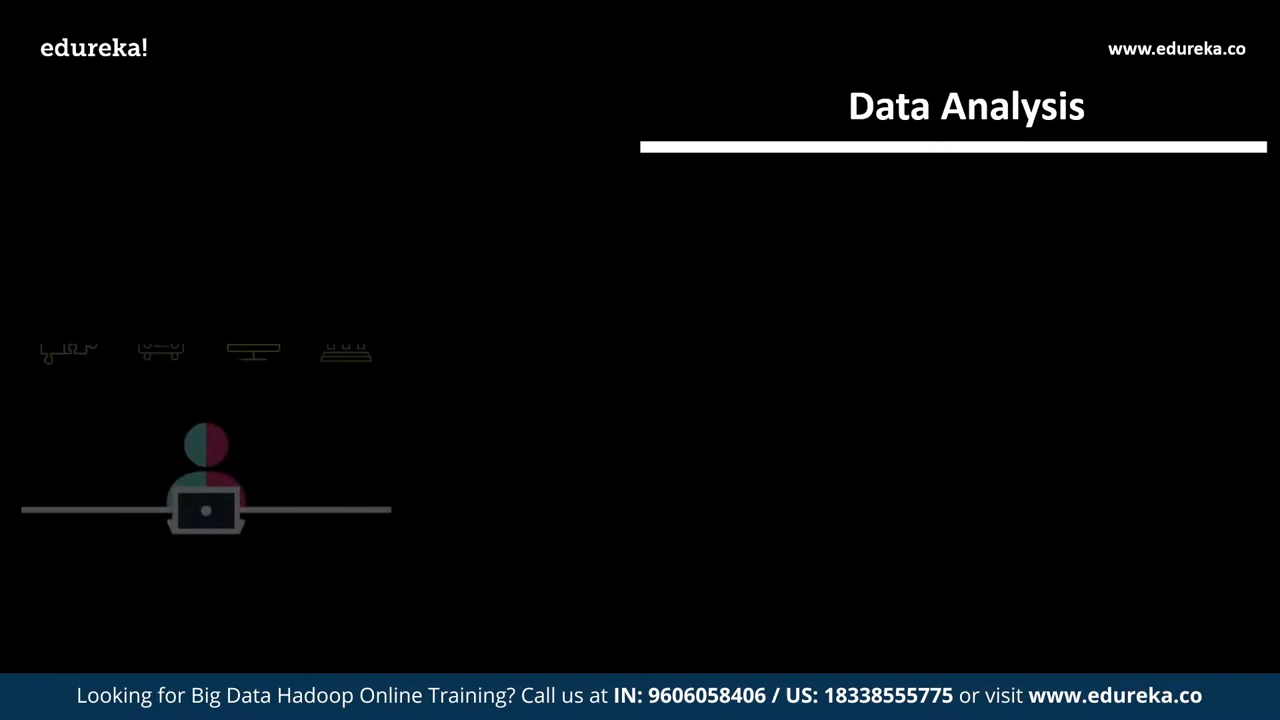 edureka!
www.edureka.co
Data Analysis
Looking for Big Data Hadoop Online Training? Call us at IN: 9606058406 / US: 18338555775 or visit www.edureka.co